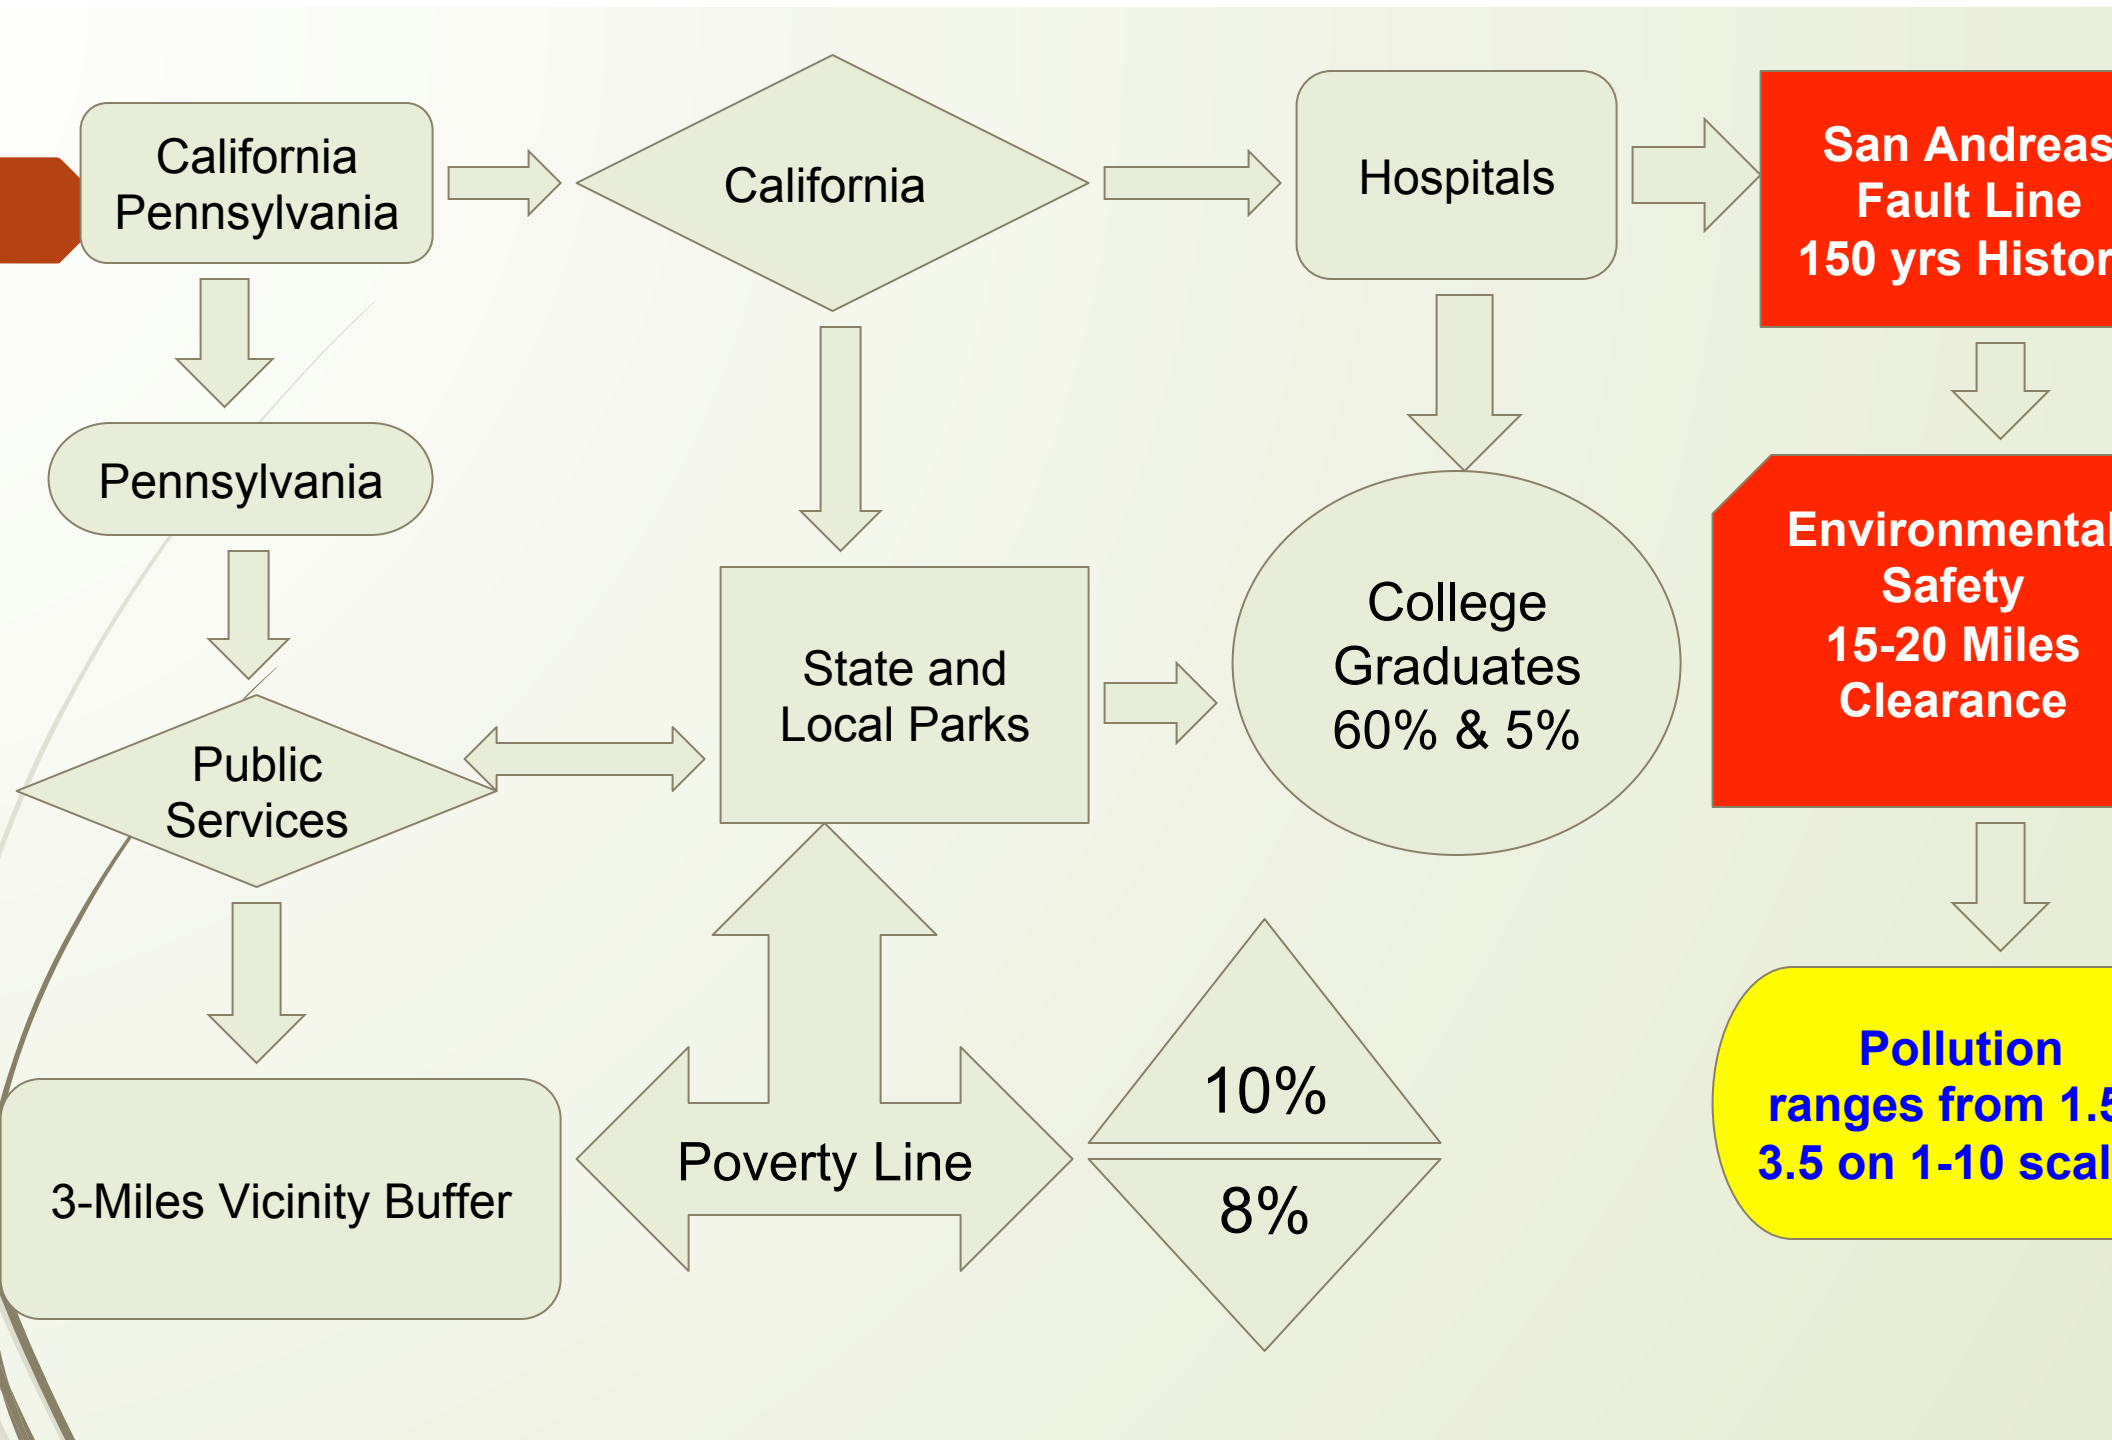 California
Pennsylvania
California
Hospitals
San Andreas
Fault Line
150 yrs
Pennsylvania
Environmental
Safety
15-20 Miles
Clearance
College
Graduates
60% & 5%
State and
Local Parks
Public
Services
Pollution
ranges from
3.5 on 1-10
10%
8%
Poverty Line
3-Miles Vicinity Buffer